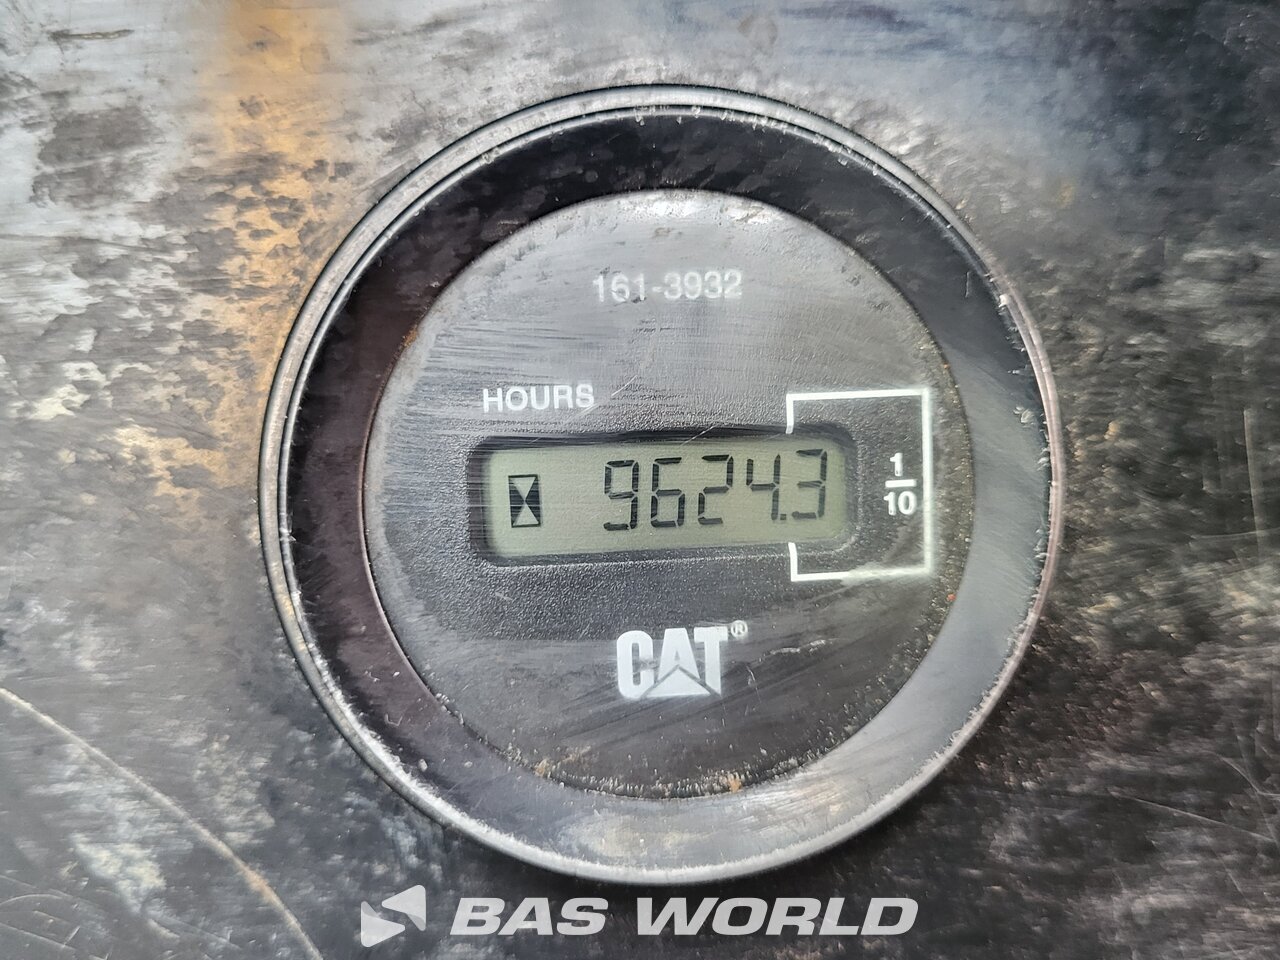 161-3932
HOURS
9624.3
1
10
CAT®
BAS WORLD